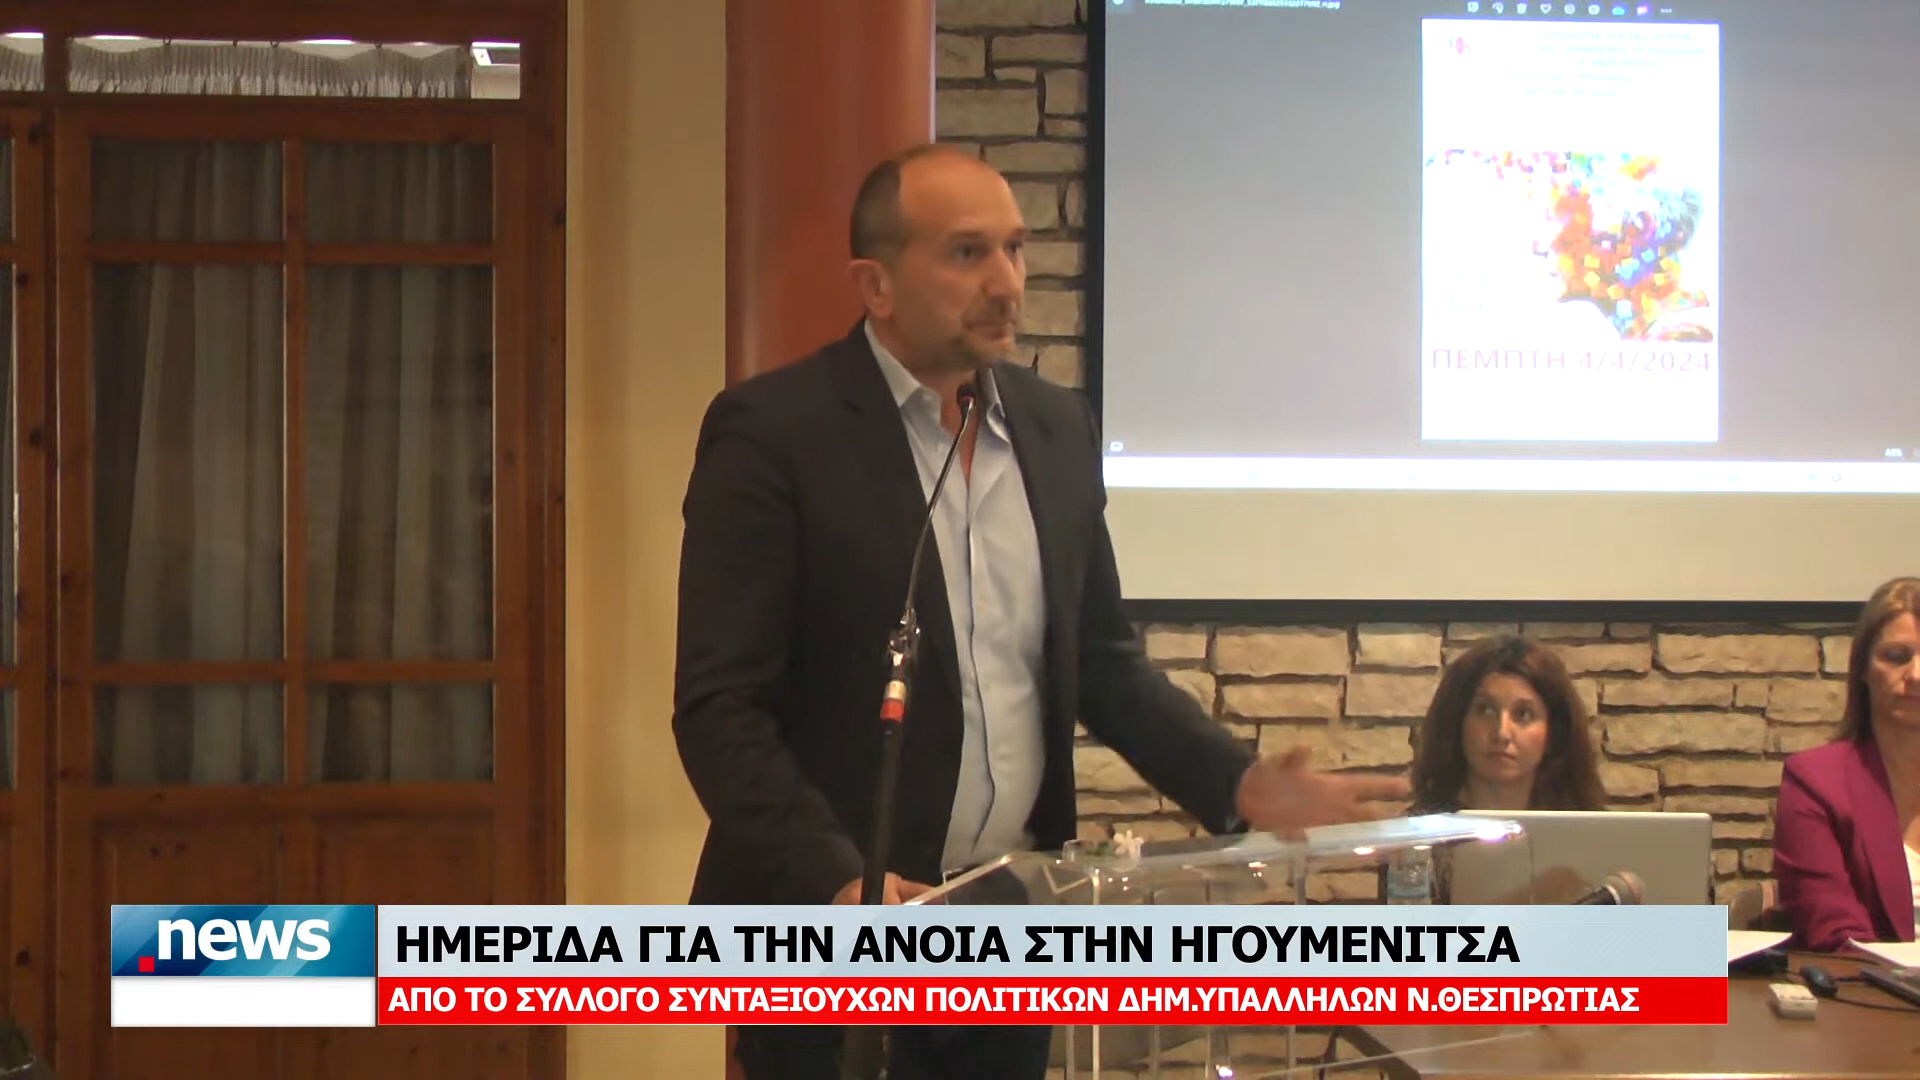 ΠΕΜΠΤΗ 4/4/2024
.news
ΗΜΕΡΙΔΑ ΓΙΑ ΤΗΝ ΑΝΟΙΑ ΣΤΗΝ ΗΓΟΥΜΕΝΙΤΣΑ
ΑΠΟ ΤΟ ΣΥΛΛΟΓΟ ΣΥΝΤΑΞΙΟΥΧΩΝ ΠΟΛΙΤΙΚΩΝ ΔΗΜ.ΥΠΑΛΛΗΛΩΝ Ν.ΘΕΣΠΡΩΤΙΑΣ